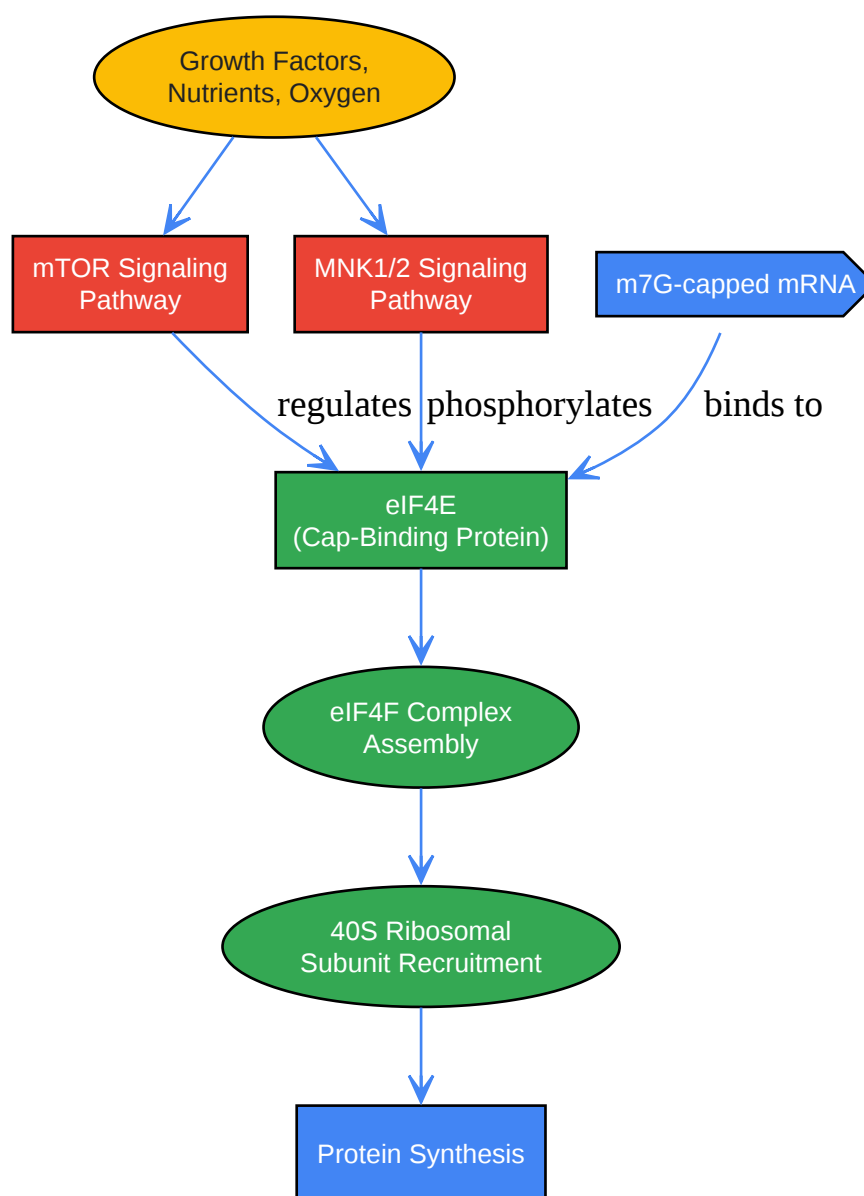 Growth Factors,
Nutrients, Oxygen
mTOR Signaling
Pathway
MNK1/2 Signaling
Pathway
m7G-capped mRNA
regulates
phosphorylates
binds to
eIF4E
(Cap-Binding Protein)
eIF4F Complex
Assembly
40S Ribosomal
Subunit Recruitment
Protein Synthesis